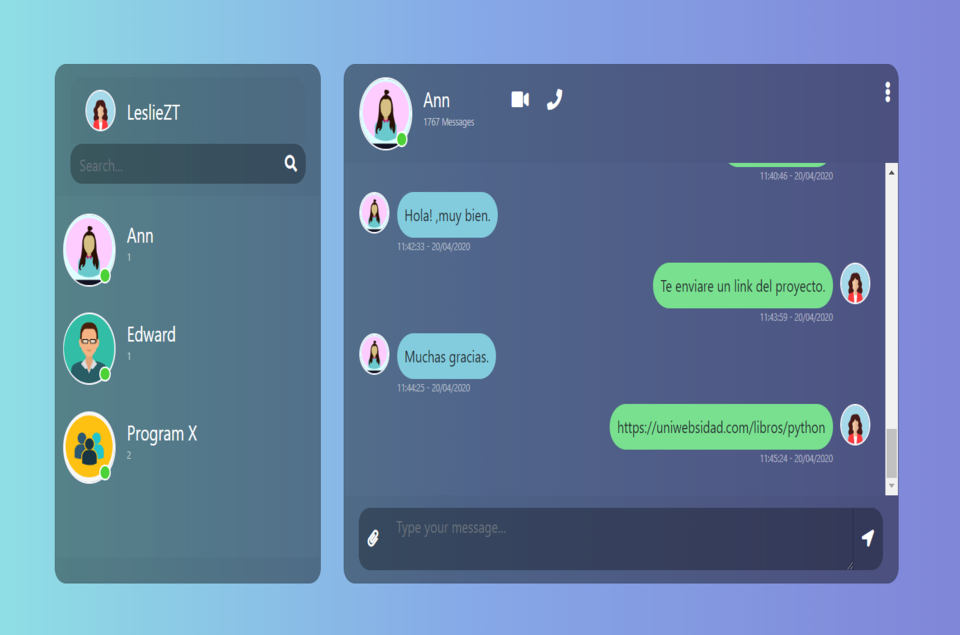 LeslieZT
Search...
Ann
1
Edward
1
Program X
2
Ann
1767 Messages
11:40:46 - 20/04/2020
Hola! ,muy bien.
11:42:33 - 20/04/2020
Te enviare un link del proyecto.
11:43:59 - 20/04/2020
Muchas gracias.
11:44:25 - 20/04/2020
https://uniwebsidad.com/libros/python
11:45:24 - 20/04/2020
Type your message...